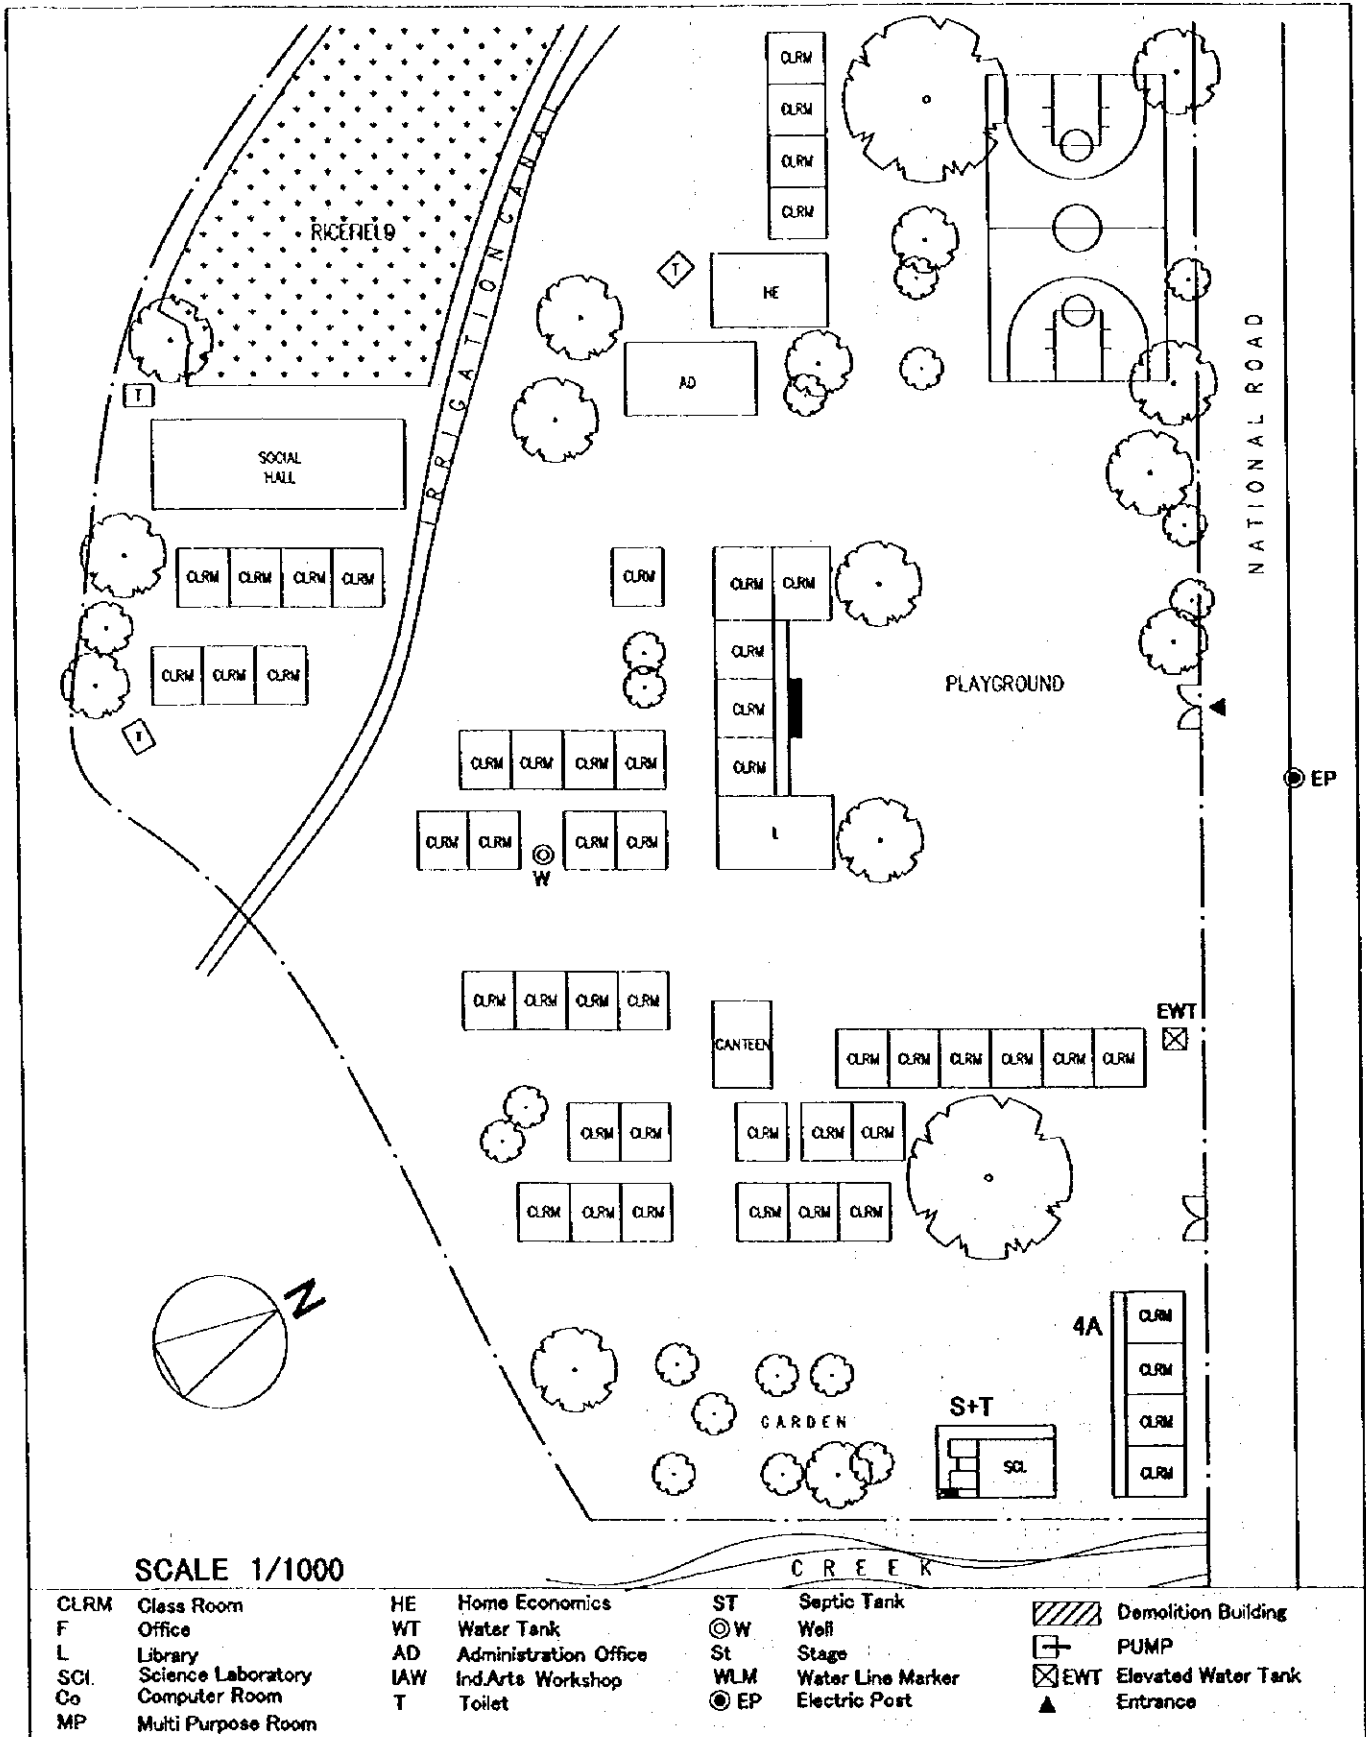 CLRM
CLRM
CLRM
CLRM
RICEFIELD
IRRIGATION CANAL
T
HE
AD
NATIONAL ROAD
T
SOCIAL
HALL
CLRM CLRM CLRM CLRM
CLRM
CLRM CLRM
CLRM
CLRM CLRM CLRM
CLRM
PLAYGROUND
T
CLRM CLRM CLRM CLRM
CLRM
EP
CLRM CLRM
CLRM CLRM
L
W
CLRM CLRM CLRM CLRM
EWT
CANTEEN
CLRM CLRM CLRM CLRM CLRM CLRM
CLRM CLRM
CLRM
CLRM CLRM
CLRM CLRM CLRM
CLRM CLRM CLRM
N
4A
CLRM
CLRM
CLRM
CLRM
GARDEN
S+T
SCL
SCALE 1/1000
CREEK
CLRM Class Room
F Office
L Library
SCI. Science Laboratory
Co Computer Room
MP Multi Purpose Room
HE Home Economics
WT Water Tank
AD Administration Office
IAW Ind.Arts Workshop
T Toilet
ST Septic Tank
W Well
St Stage
WLM Water Line Marker
EP Electric Post
Demolition Building
PUMP
EWT Elevated Water Tank
Entrance